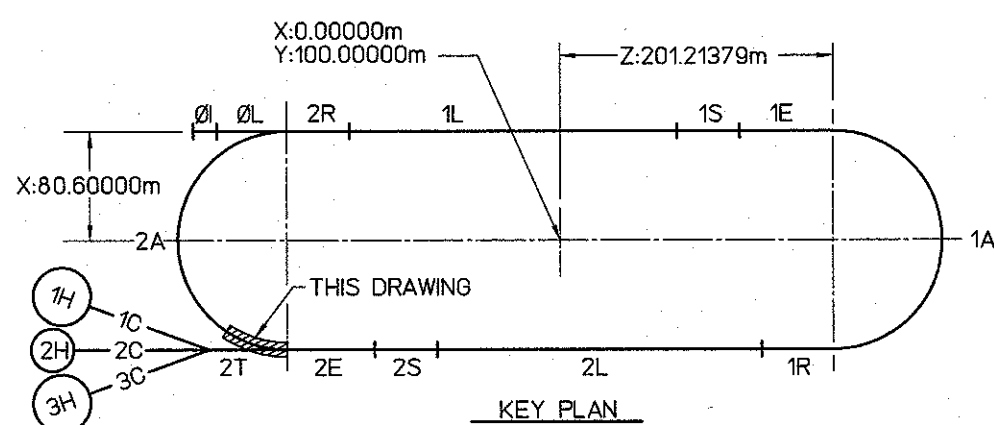 X:0.00000m
Y:100.00000m
Z:201.21379m
ØI ØL 2R 1L 1S 1E
X:80.60000m
2A 1A
THIS DRAWING
1H 1C
2H 2C
3H 3C
2T 2E 2S 2L 1R
KEY PLAN